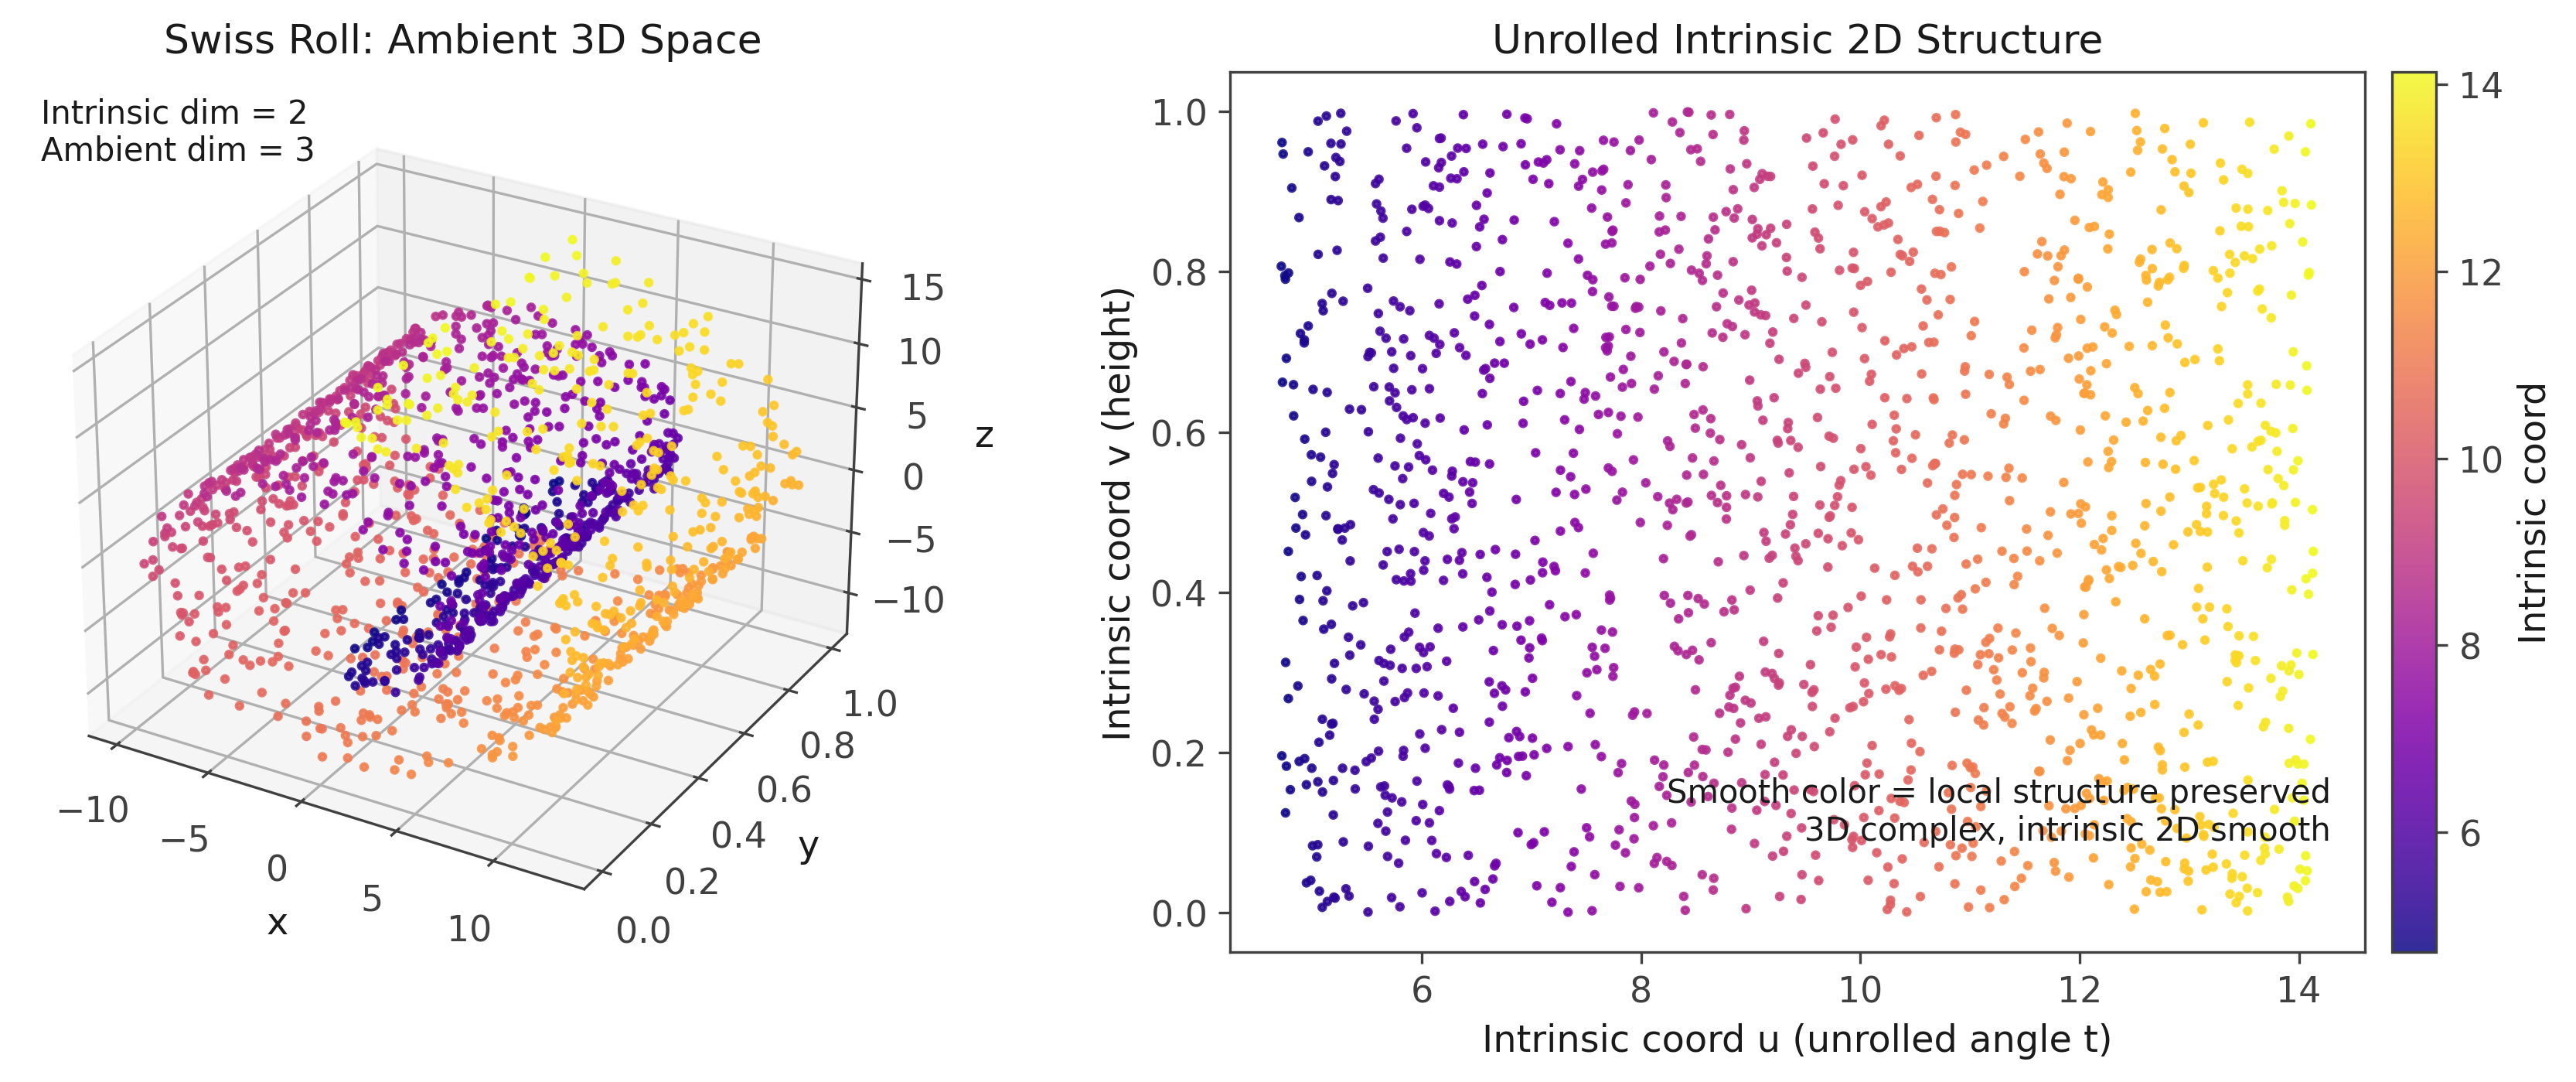 Swiss Roll: Ambient 3D Space
Intrinsic dim = 2
Ambient dim = 3
15
10
5
0
−5
−10
z
−10
−5
0
5
10
x
0.0
0.2
0.4
0.6
0.8
1.0
y
Unrolled Intrinsic 2D Structure
1.0
0.8
0.6
0.4
0.2
0.0
Intrinsic coord v (height)
Smooth color = local structure preserved
3D complex, intrinsic 2D smooth
6
8
10
12
14
Intrinsic coord u (unrolled angle t)
14
12
10
8
6
Intrinsic coord